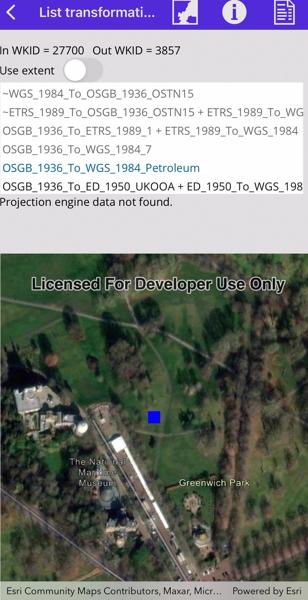 List transformati...
In WKID = 27700 Out WKID = 3857
Use extent
~WGS_1984_To_OSGB_1936_OSTN15
~ETRS_1989_To_OSGB_1936_OSTN15 + ETRS_1989_To_WG
OSGB_1936_To_ETRS_1989_1 + ETRS_1989_To_WGS_1984
OSGB_1936_To_WGS_1984_7
OSGB_1936_To_WGS_1984_Petroleum
OSGB_1936_To_ED_1950_UKOOA + ED_1950_To_WGS_198
Projection engine data not found.
Licensed For Developer Use Only
The National
Maritime
Museum
Greenwich Park
Esri Community Maps Contributors, Maxar, Micr... Powered by Esri